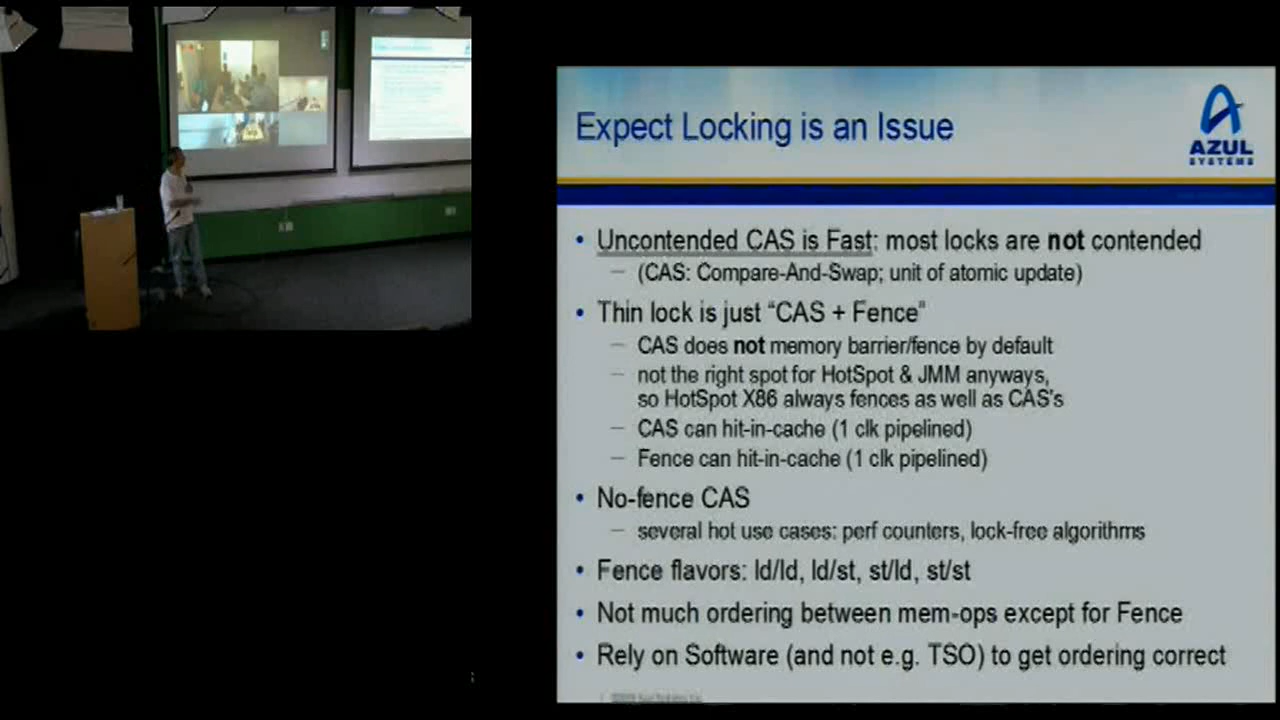 Expect Locking is an Issue
AZUL
SYSTEMS
• Uncontended CAS is Fast: most locks are not contended
– (CAS: Compare-And-Swap; unit of atomic update)
• Thin lock is just “CAS + Fence”
– CAS does not memory barrier/fence by default
– not the right spot for HotSpot & JMM anyways,
so HotSpot X86 always fences as well as CAS's
– CAS can hit-in-cache (1 clk pipelined)
– Fence can hit-in-cache (1 clk pipelined)
• No-fence CAS
– several hot use cases: perf counters, lock-free algorithms
• Fence flavors: ld/ld, ld/st, st/ld, st/st
• Not much ordering between mem-ops except for Fence
• Rely on Software (and not e.g. TSO) to get ordering correct